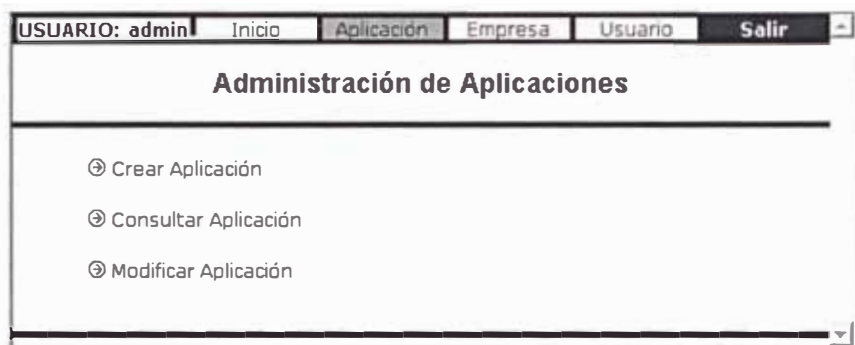 USUARIO: admin Inicio Aplicación Empresa Usuario Salir
Administración de Aplicaciones
Crear Aplicación
Consultar Aplicación
Modificar Aplicación